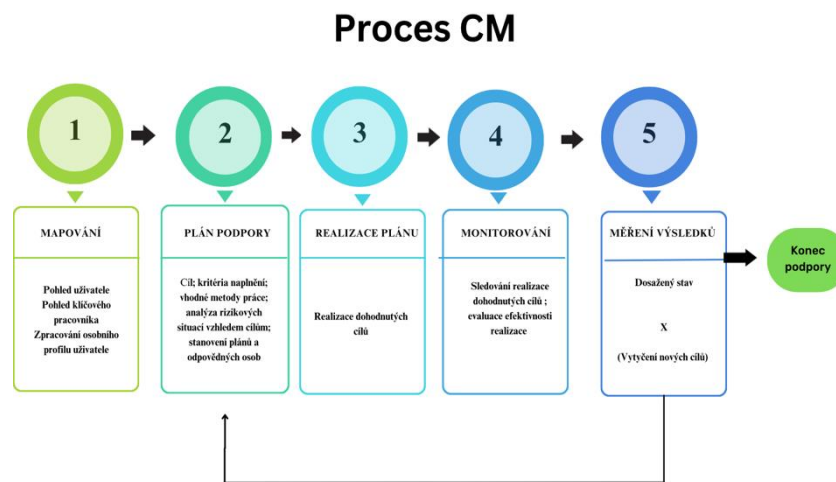 Proces CM
1
2
3
4
5
MAPOVÁNÍ
Pohled uživatele
Pohled klíčového
pracovníka
Zpracování osobního
profilu uživatele
PLÁN PODPORY
Cíl; kritéria naplnění;
vhodné metody práce;
analýza rizikových
situací vzhledem cílům;
stanovení plánů a
odpovědných osob
REALIZACE PLÁNU
Realizace dohodnutých
cílů
MONITOROVÁNÍ
Sledování realizace
dohodnutých cílů ;
evaluace efektivnosti
realizace
MĚŘENÍ VÝSLEDKŮ
Dosažený stav
X
(Vytyčení nových cílů)
Konec
podpory